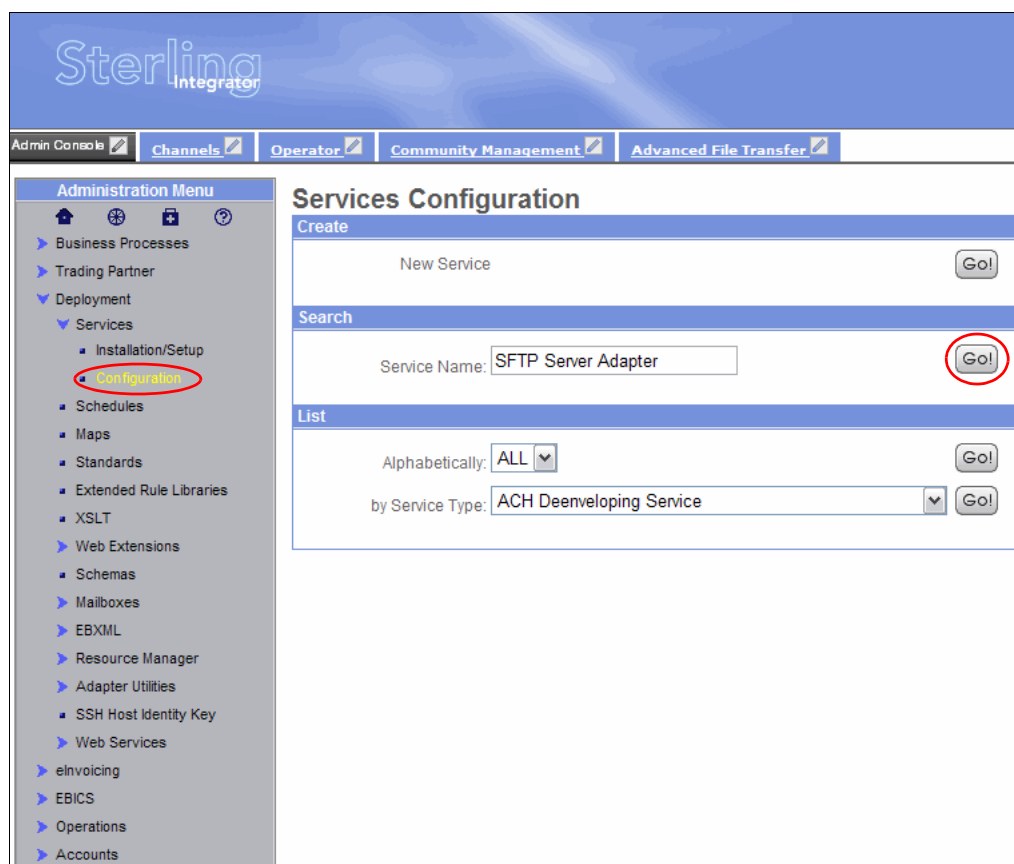 Sterling
Integrator
Admin Console
Channels
Operator
Community Management
Advanced File Transfer
Administration Menu
Business Processes
Trading Partner
Deployment
Services
Installation/Setup
Configuration
Schedules
Maps
Standards
Extended Rule Libraries
XSLT
Web Extensions
Schemas
Mailboxes
EBXML
Resource Manager
Adapter Utilities
SSH Host Identity Key
Web Services
eInvoicing
EBICS
Operations
Accounts
Services Configuration
Create
New Service Go!
Search
Service Name: SFTP Server Adapter Go!
List
Alphabetically: ALL Go!
by Service Type: ACH Deenveloping Service Go!